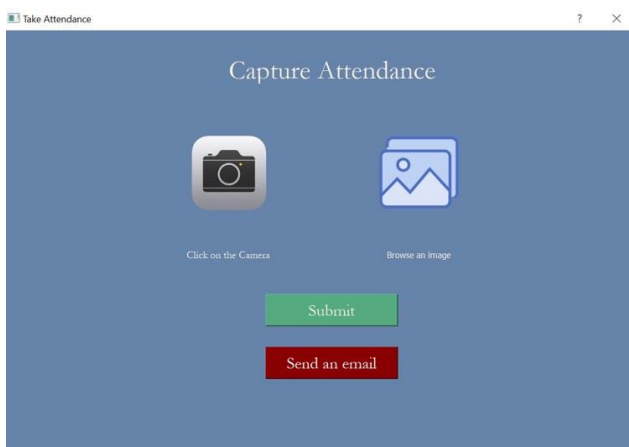 Take Attendance
Capture Attendance
Click on the Camera
Browse an Image
Submit
Send an email